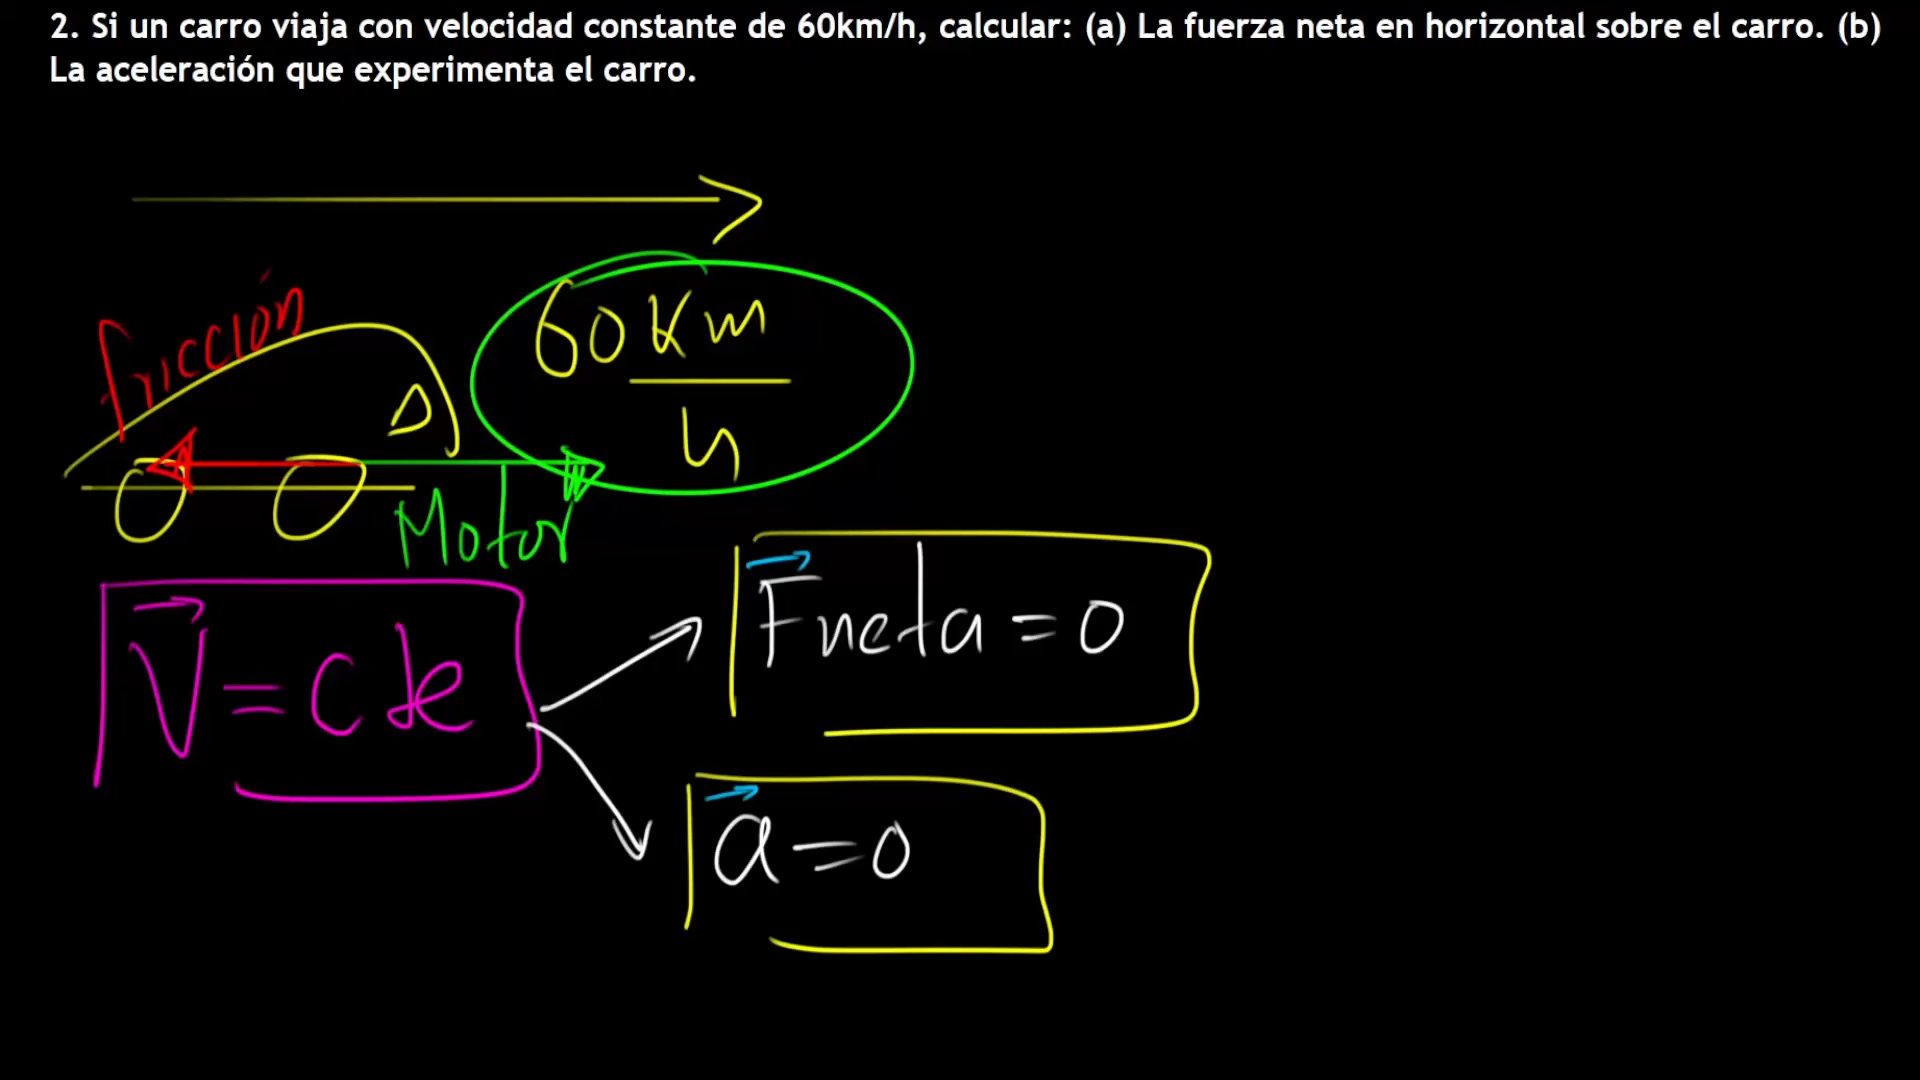 2. Si un carro viaja con velocidad constante de 60km/h, calcular: (a) La fuerza neta en horizontal sobre el carro. (b)
La aceleración que experimenta el carro.
fricción
60 Km
h
Motor
V = cte
Fneta = 0
a = 0